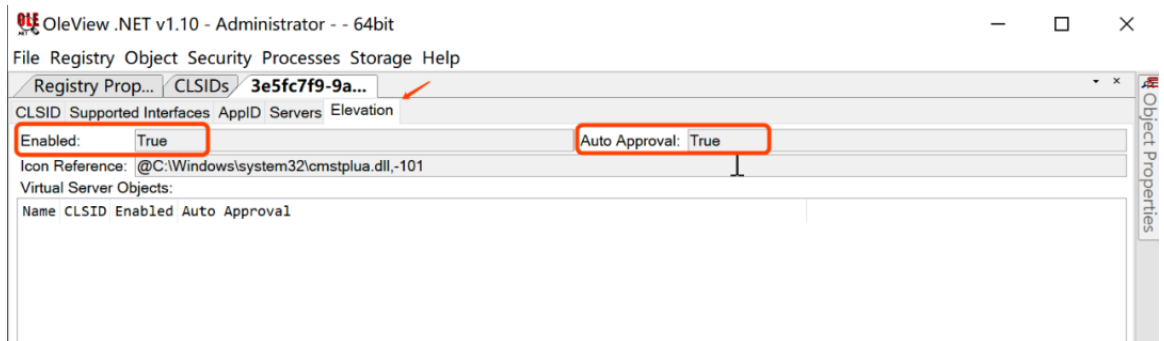 OleView .NET v1.10 - Administrator - - 64bit
File Registry Object Security Processes Storage Help
Registry Prop... CLSIDs 3e5fc7f9-9a...
CLSID Supported Interfaces AppID Servers Elevation
Enabled: True Auto Approval: True
Icon Reference: @C:\Windows\system32\cmstplua.dll,-101
Virtual Server Objects:
Name CLSID Enabled Auto Approval
Object Properties